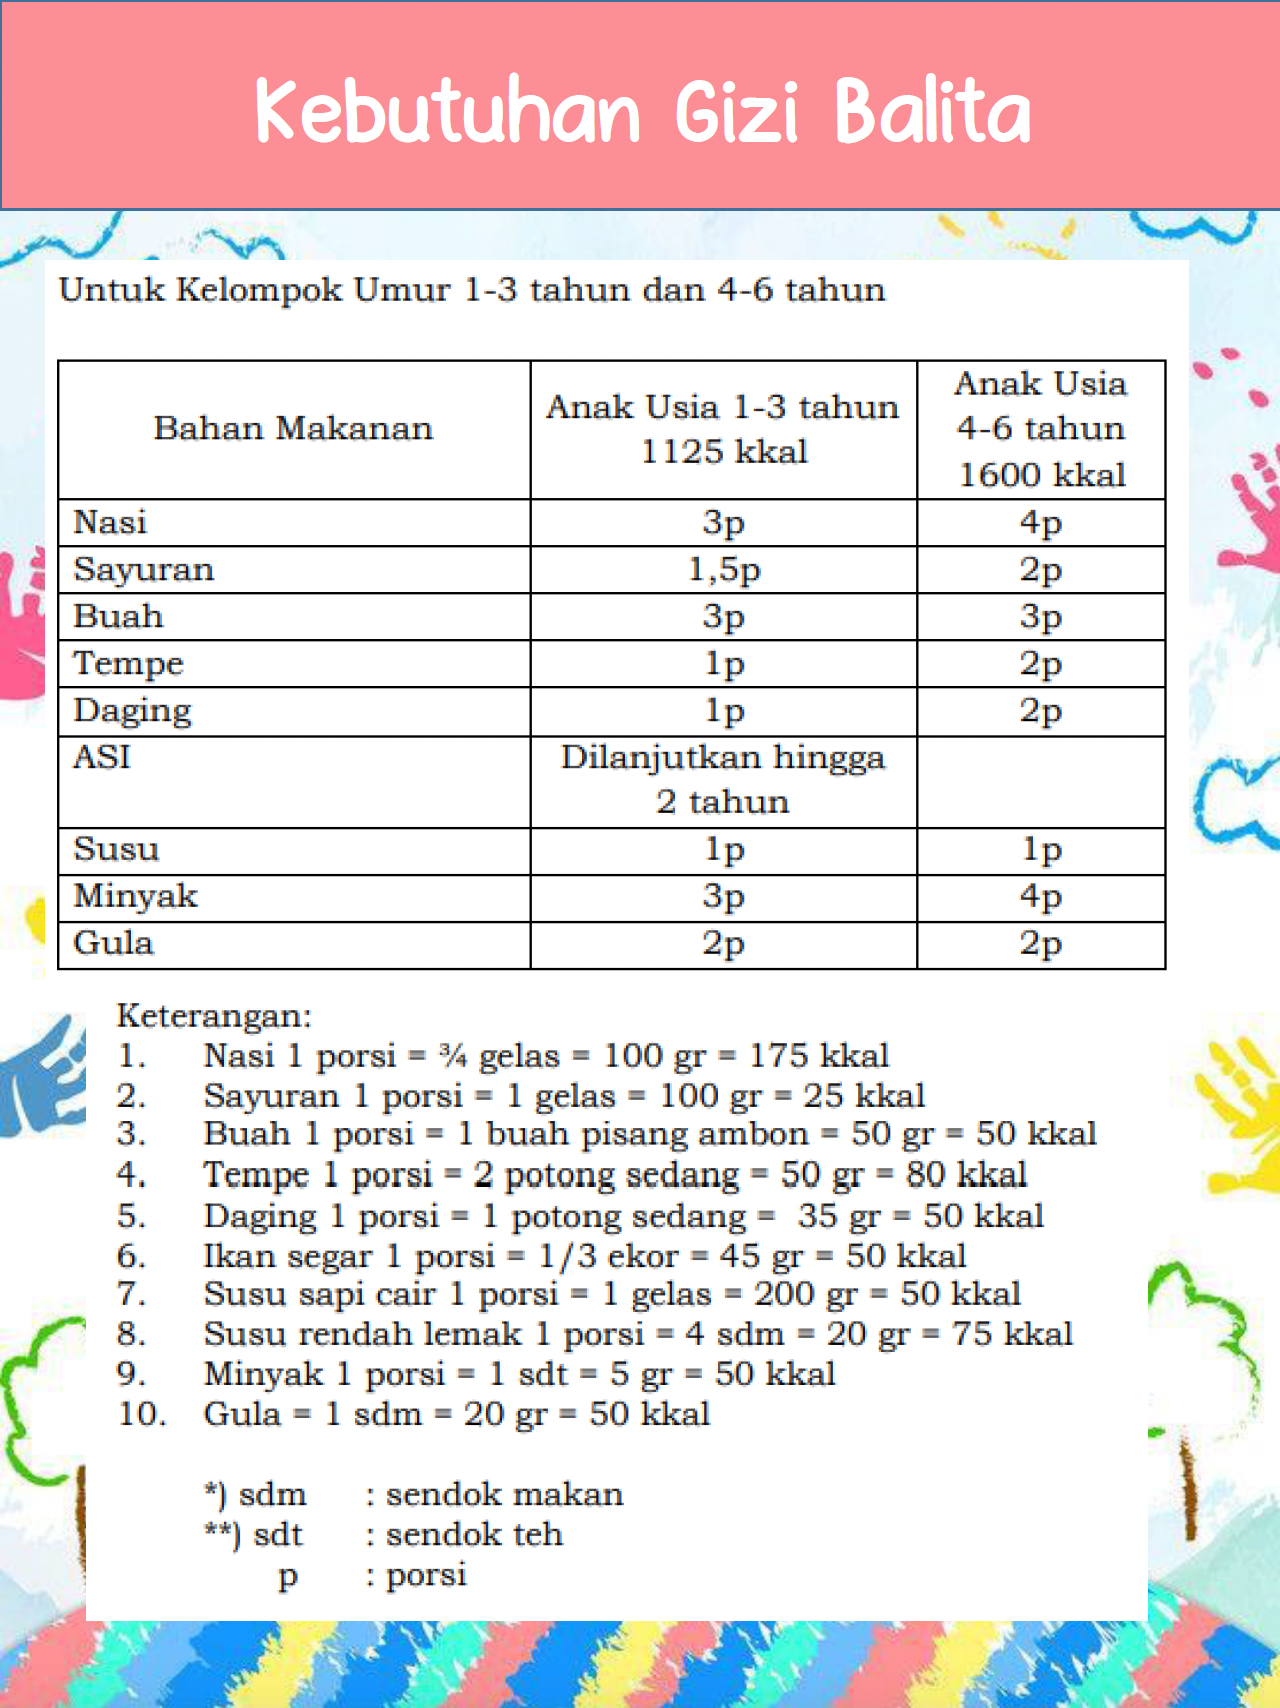 Kebutuhan Gizi Balita
Untuk Kelompok Umur 1-3 tahun dan 4-6 tahun
Bahan Makanan | Anak Usia 1-3 tahun 1125 kkal | Anak Usia 4-6 tahun 1600 kkal
Nasi | 3p | 4p
Sayuran | 1,5p | 2p
Buah | 3p | 3p
Tempe | 1p | 2p
Daging | 1p | 2p
ASI | Dilanjutkan hingga 2 tahun |
Susu | 1p | 1p
Minyak | 3p | 4p
Gula | 2p | 2p
Keterangan:
1. Nasi 1 porsi = ¾ gelas = 100 gr = 175 kkal
2. Sayuran 1 porsi = 1 gelas = 100 gr = 25 kkal
3. Buah 1 porsi = 1 buah pisang ambon = 50 gr = 50 kkal
4. Tempe 1 porsi = 2 potong sedang = 50 gr = 80 kkal
5. Daging 1 porsi = 1 potong sedang = 35 gr = 50 kkal
6. Ikan segar 1 porsi = 1/3 ekor = 45 gr = 50 kkal
7. Susu sapi cair 1 porsi = 1 gelas = 200 gr = 50 kkal
8. Susu rendah lemak 1 porsi = 4 sdm = 20 gr = 75 kkal
9. Minyak 1 porsi = 1 sdt = 5 gr = 50 kkal
10. Gula = 1 sdm = 20 gr = 50 kkal
*) sdm : sendok makan
**) sdt : sendok teh
p : porsi